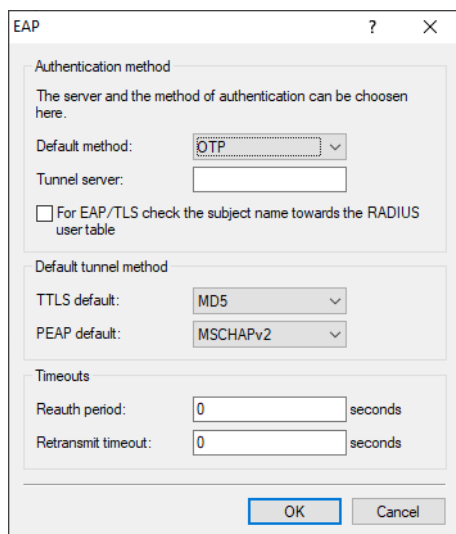 EAP ?
Authentication method
The server and the method of authentication can be choosen
here.
Default method: OTP
Tunnel server:
For EAP/TLS check the subject name towards the RADIUS
user table
Default tunnel method
TTLS default: MD5
PEAP default: MSCHAPv2
Timeouts
Reauth period: 0 seconds
Retransmit timeout: 0 seconds
OK Cancel